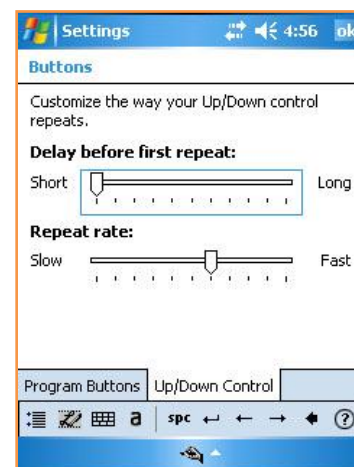 Settings 4:56 ok
Buttons
Customize the way your Up/Down control
repeats.
Delay before first repeat:
Short Long
Repeat rate:
Slow Fast
Program Buttons Up/Down Control
a spc ?